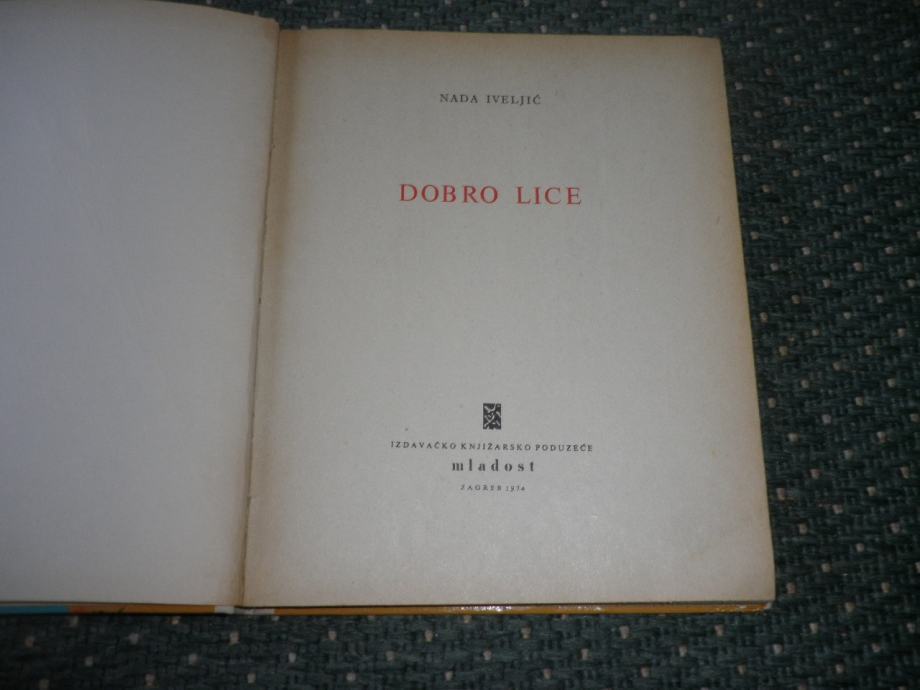 NADA IVELJIĆ
DOBRO LICE
IZDAVAČKO KNJIŽARSKO PODUZEĆE
mladost
ZAGREB 1974